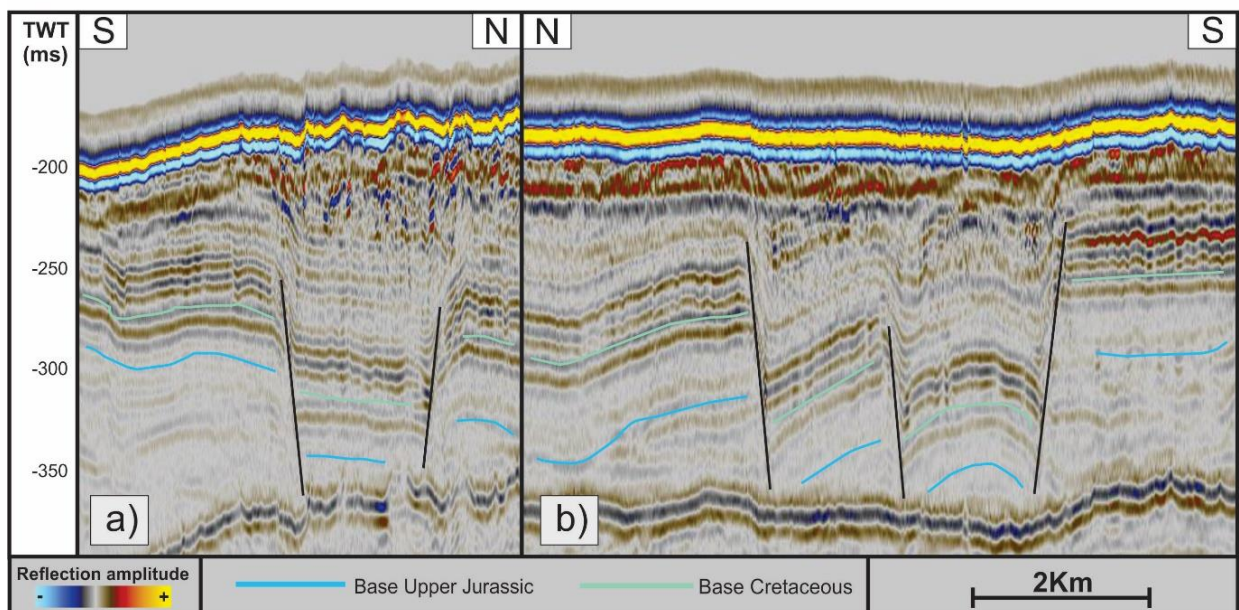 TWT
(ms)
S
N
N
S
-200
-250
-300
-350
a)
b)
Reflection amplitude
- +
Base Upper Jurassic
Base Cretaceous
2Km